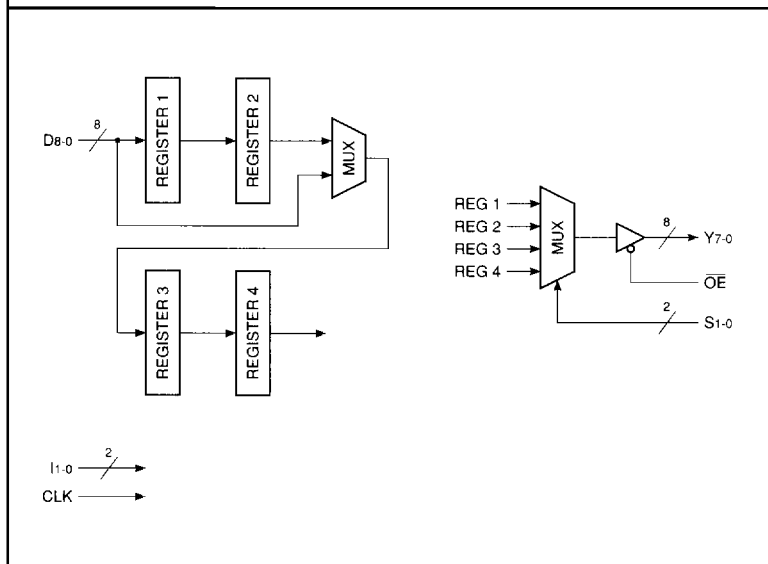 D8-0
8
REGISTER 1
REGISTER 2
MUX
REGISTER 3
REGISTER 4
I1-0
2
CLK
REG 1
REG 2
REG 3
REG 4
MUX
8
Y7-0
OE
2
S1-0